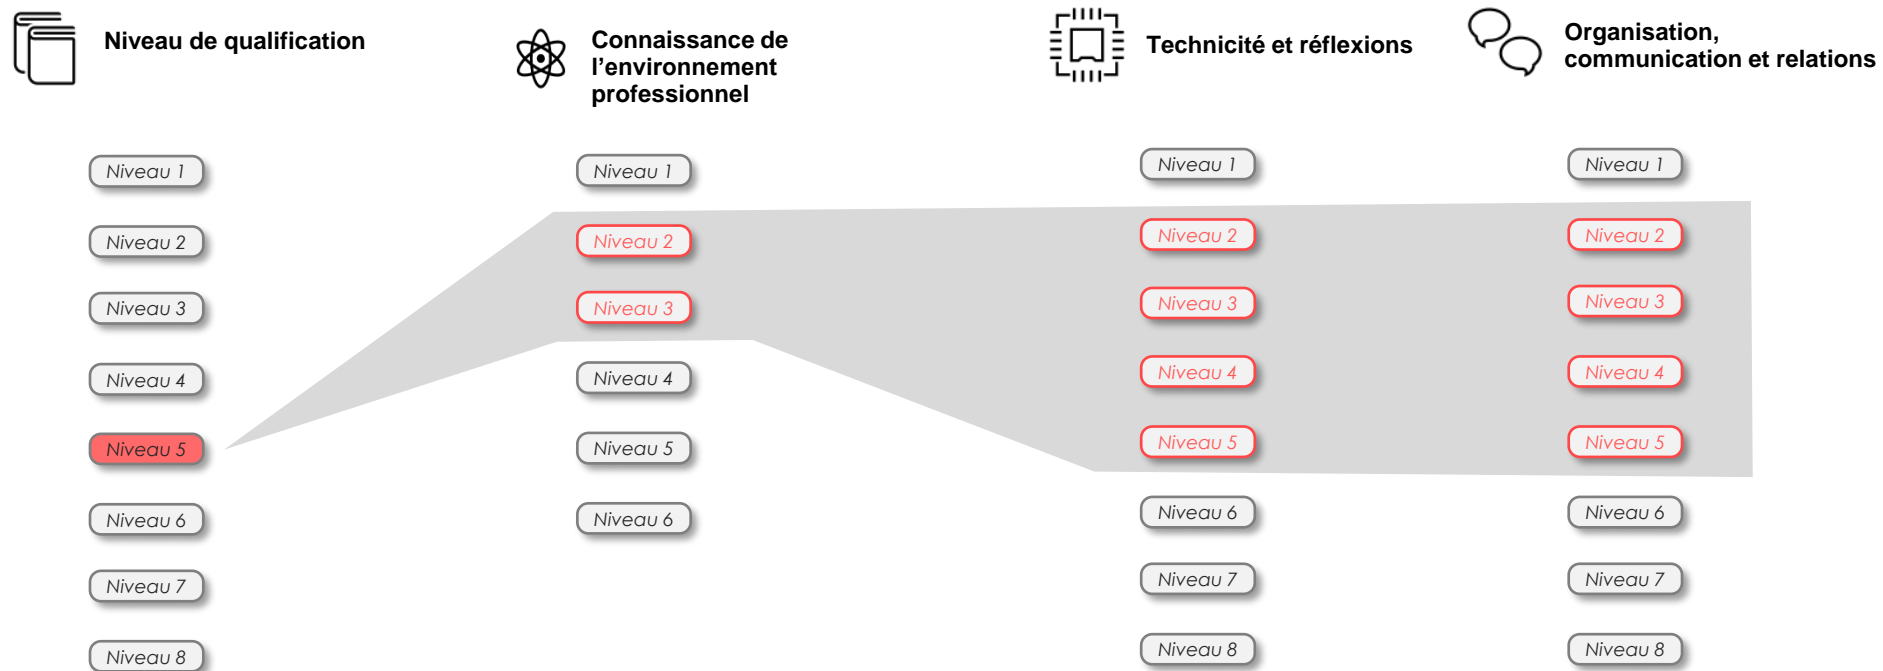 Niveau de qualification
Connaissance de
l’environnement
professionnel
Technicité et réflexions
Organisation,
communication et relations
Niveau 1
Niveau 2
Niveau 3
Niveau 4
Niveau 5
Niveau 6
Niveau 7
Niveau 8
Niveau 1
Niveau 2
Niveau 3
Niveau 4
Niveau 5
Niveau 6
Niveau 1
Niveau 2
Niveau 3
Niveau 4
Niveau 5
Niveau 6
Niveau 7
Niveau 8
Niveau 1
Niveau 2
Niveau 3
Niveau 4
Niveau 5
Niveau 6
Niveau 7
Niveau 8